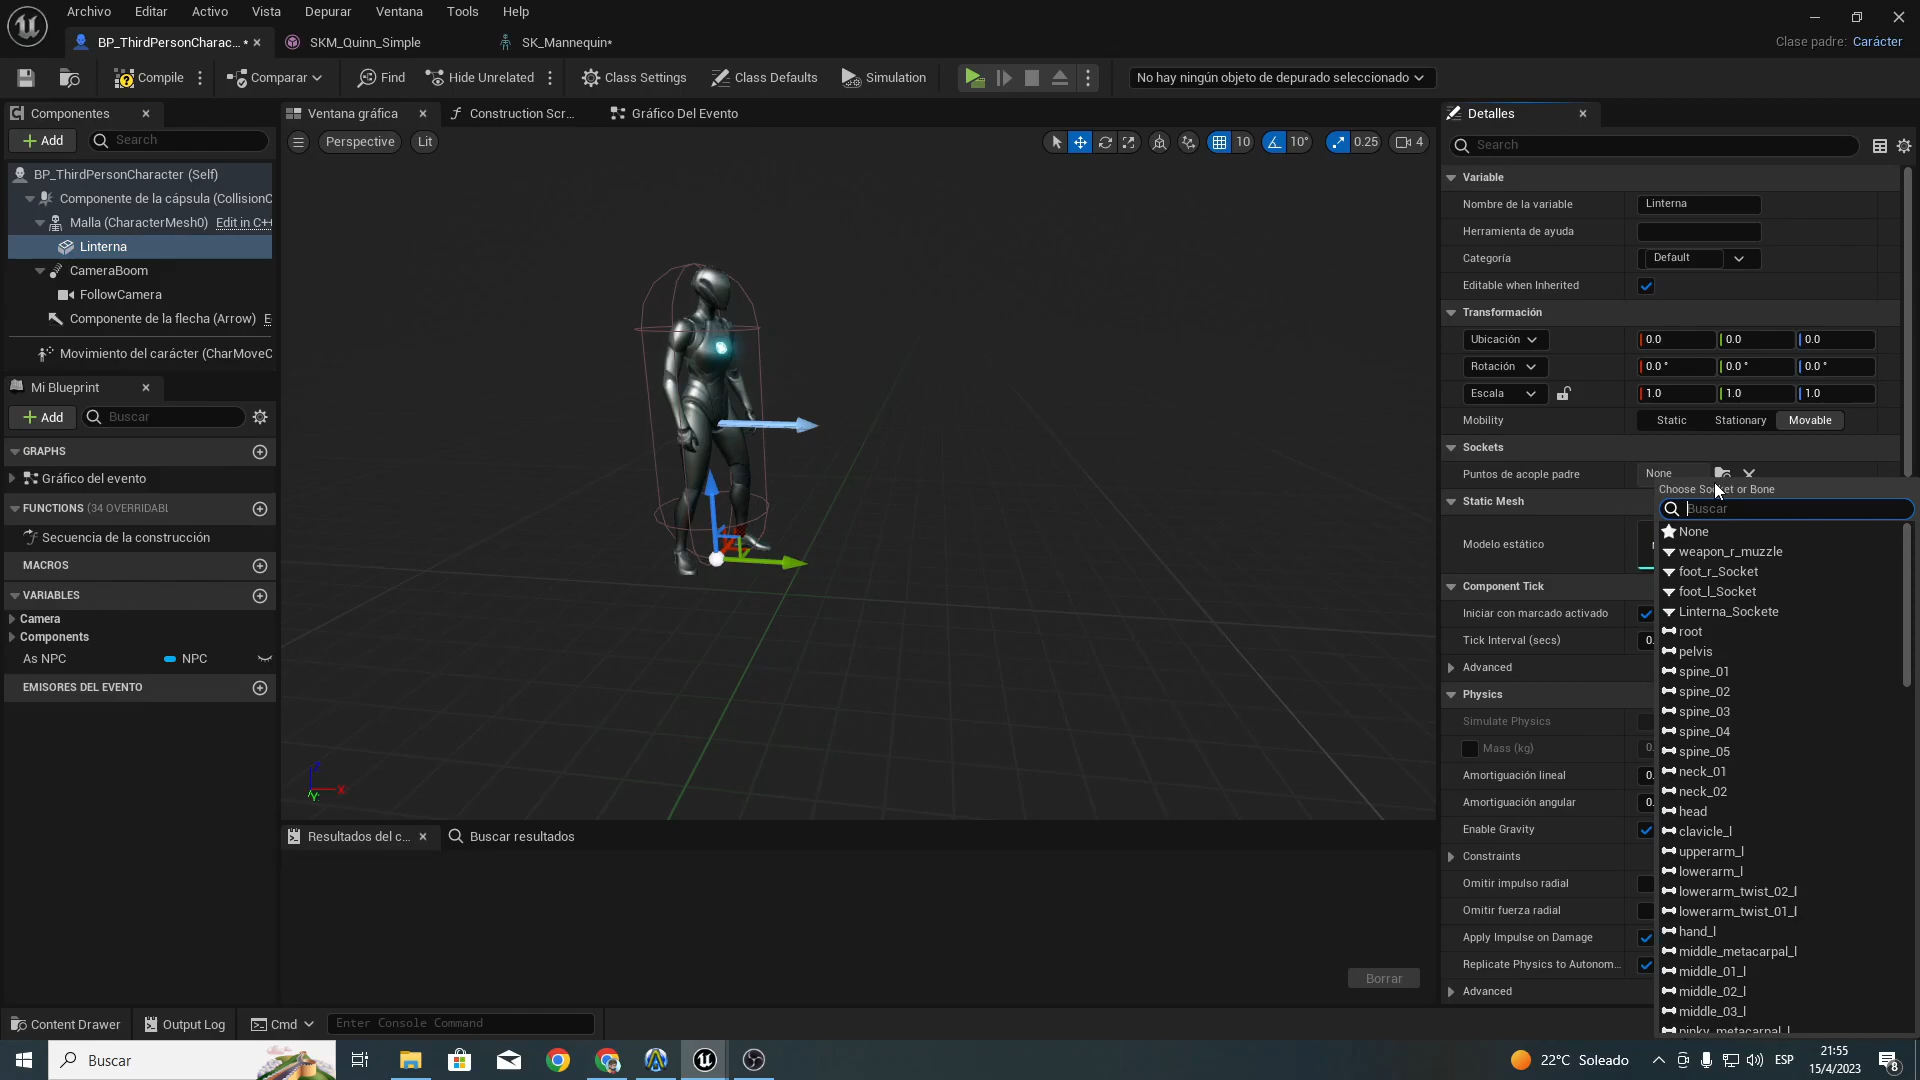 Archivo Editar Activo Vista Depurar Ventana Tools Help
BP_ThirdPersonCharac... * SKM_Quinn_Simple SK_Mannequin* Clase padre: Carácter
Compile Comparar Find Hide Unrelated Class Settings Class Defaults Simulation No hay ningún objeto de depurado seleccionado
Componentes Ventana gráfica Construction Scr... Gráfico Del Evento Detalles
Add Search Perspective Lit 10 10° 0.25 4 Search
BP_ThirdPersonCharacter (Self)
Componente de la cápsula (CollisionC
Malla (CharacterMesh0) Edit in C++
Linterna
CameraBoom
FollowCamera
Componente de la flecha (Arrow) E
Movimiento del carácter (CharMoveC
Mi Blueprint
Add Buscar
GRAPHS
Gráfico del evento
FUNCTIONS (34 OVERRIDABL
Secuencia de la construcción
MACROS
VARIABLES
Camera
Components
As NPC NPC
EMISORES DEL EVENTO
Z X Y
Resultados del c... Buscar resultados
Borrar
Variable
Nombre de la variable Linterna
Herramienta de ayuda
Categoría Default
Editable when Inherited
Transformación
Ubicación 0.0 0.0 0.0
Rotación 0.0 ° 0.0 ° 0.0 °
Escala 1.0 1.0 1.0
Mobility Static Stationary Movable
Sockets
Puntos de acople padre None
Static Mesh
Modelo estático
Component Tick
Iniciar con marcado activado
Tick Interval (secs) 0.
Advanced
Physics
Simulate Physics
Mass (kg) 0.
Amortiguación lineal 0.
Amortiguación angular 0.
Enable Gravity
Constraints
Omitir impulso radial
Omitir fuerza radial
Apply Impulse on Damage
Replicate Physics to Autonom...
Advanced
Choose Socket or Bone
Buscar
None
weapon_r_muzzle
foot_r_Socket
foot_l_Socket
Linterna_Sockete
root
pelvis
spine_01
spine_02
spine_03
spine_04
spine_05
neck_01
neck_02
head
clavicle_l
upperarm_l
lowerarm_l
lowerarm_twist_02_l
lowerarm_twist_01_l
hand_l
middle_metacarpal_l
middle_01_l
middle_02_l
middle_03_l
pinky_metacarpal_l
Content Drawer Output Log Cmd Enter Console Command
Buscar 22°C Soleado ESP 21:55
15/4/2023 8